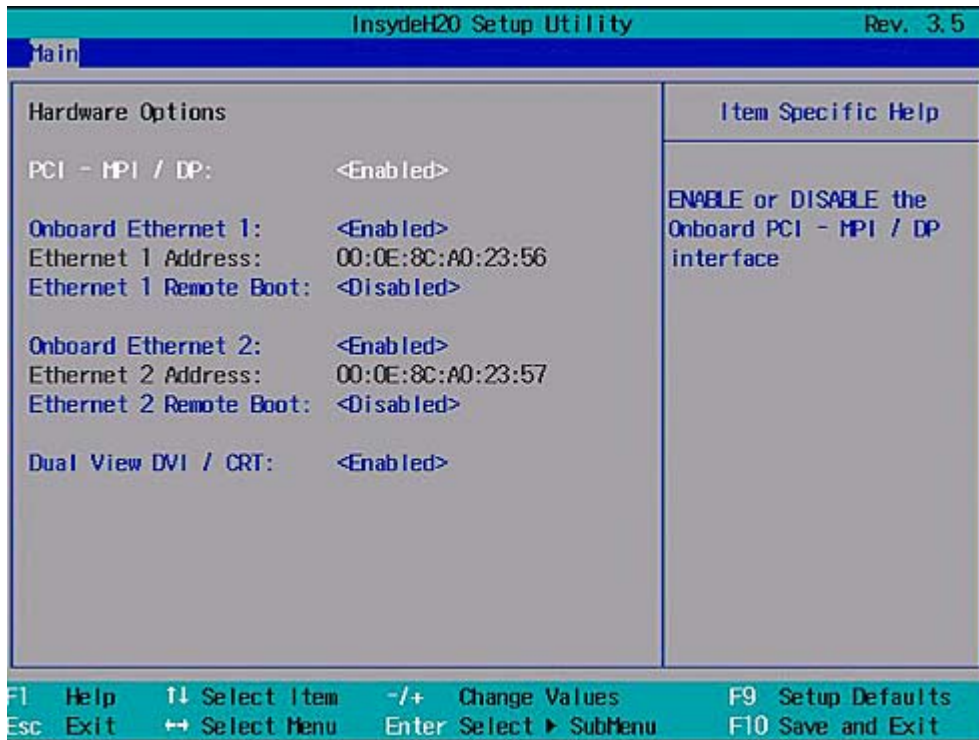 InsydeH2O Setup Utility Rev. 3.5
Main
Hardware Options
PCI - MPI / DP: <Enabled>
Onboard Ethernet 1: <Enabled>
Ethernet 1 Address: 00:0E:8C:A0:23:56
Ethernet 1 Remote Boot: <Disabled>
Onboard Ethernet 2: <Enabled>
Ethernet 2 Address: 00:0E:8C:A0:23:57
Ethernet 2 Remote Boot: <Disabled>
Dual View DVI / CRT: <Enabled>
Item Specific Help
ENABLE or DISABLE the
Onboard PCI - MPI / DP
interface
F1 Help ↑↓ Select Item -/+ Change Values F9 Setup Defaults
Esc Exit ↔ Select Menu Enter Select ▶ SubMenu F10 Save and Exit